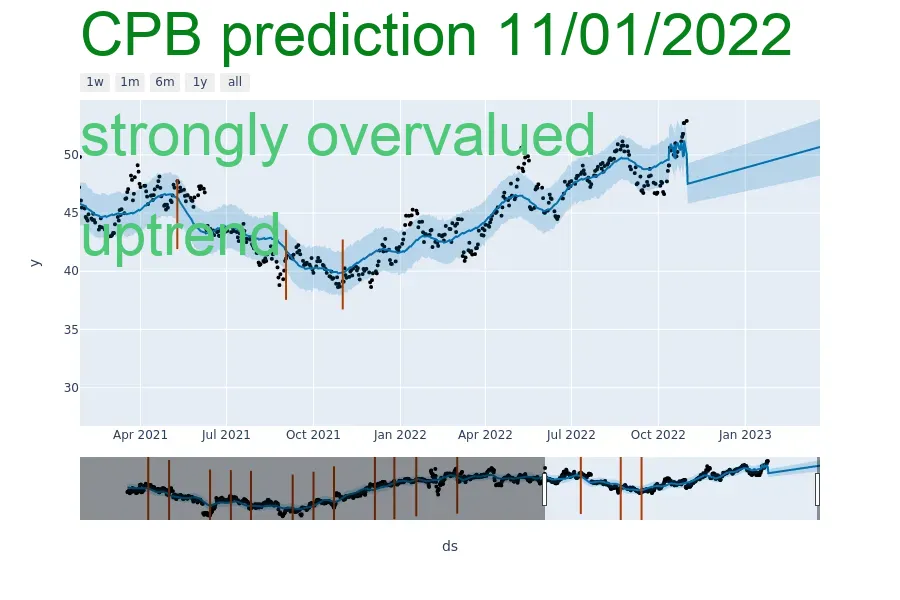 CPB prediction 11/01/2022
1w 1m 6m 1y all
strongly overvalued
50
45
uptrend
y
40
35
30
Apr 2021 Jul 2021 Oct 2021 Jan 2022 Apr 2022 Jul 2022 Oct 2022 Jan 2023
ds